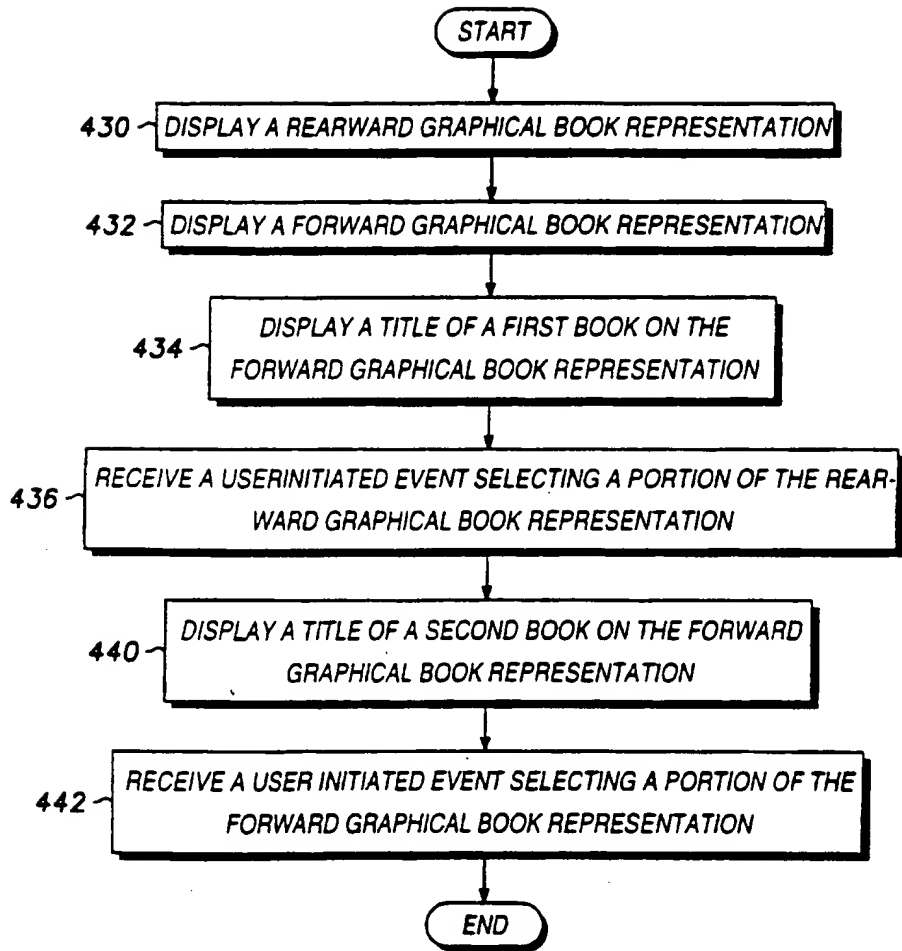 START
430 DISPLAY A REARWARD GRAPHICAL BOOK REPRESENTATION
432 DISPLAY A FORWARD GRAPHICAL BOOK REPRESENTATION
DISPLAY A TITLE OF A FIRST BOOK ON THE
434 FORWARD GRAPHICAL BOOK REPRESENTATION
RECEIVE A USERINITIATED EVENT SELECTING A PORTION OF THE REAR-
436 WARD GRAPHICAL BOOK REPRESENTATION
DISPLAY A TITLE OF A SECOND BOOK ON THE FORWARD
440 GRAPHICAL BOOK REPRESENTATION
RECEIVE A USER INITIATED EVENT SELECTING A PORTION OF THE
442 FORWARD GRAPHICAL BOOK REPRESENTATION
END